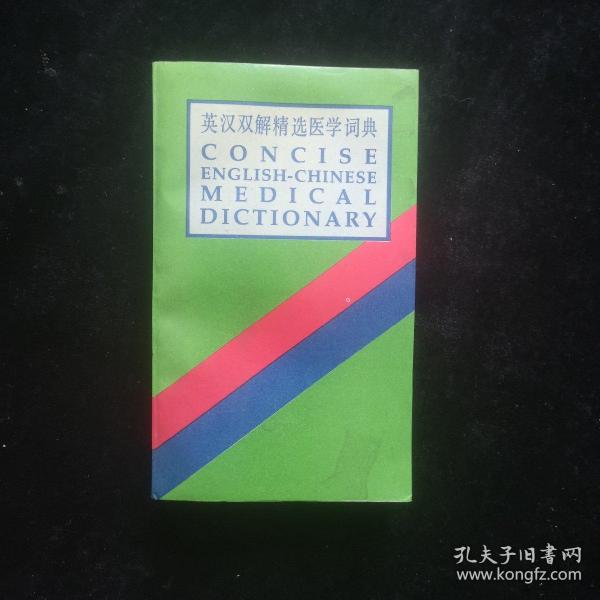 英汉双解精选医学词典
CONCISE
ENGLISH-CHINESE
MEDICAL
DICTIONARY
孔夫子旧书网
www.kongfz.com